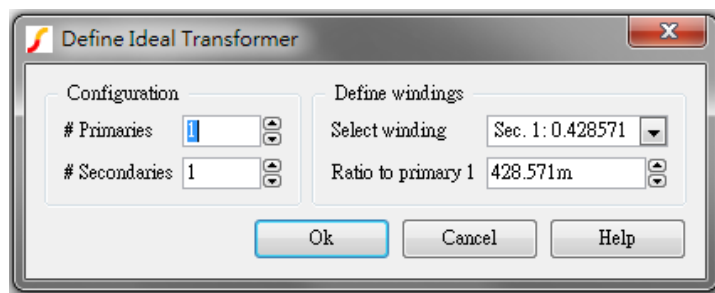 Define Ideal Transformer
Configuration
# Primaries 1
# Secondaries 1
Define windings
Select winding Sec. 1: 0.428571
Ratio to primary 1 428.571m
Ok Cancel Help